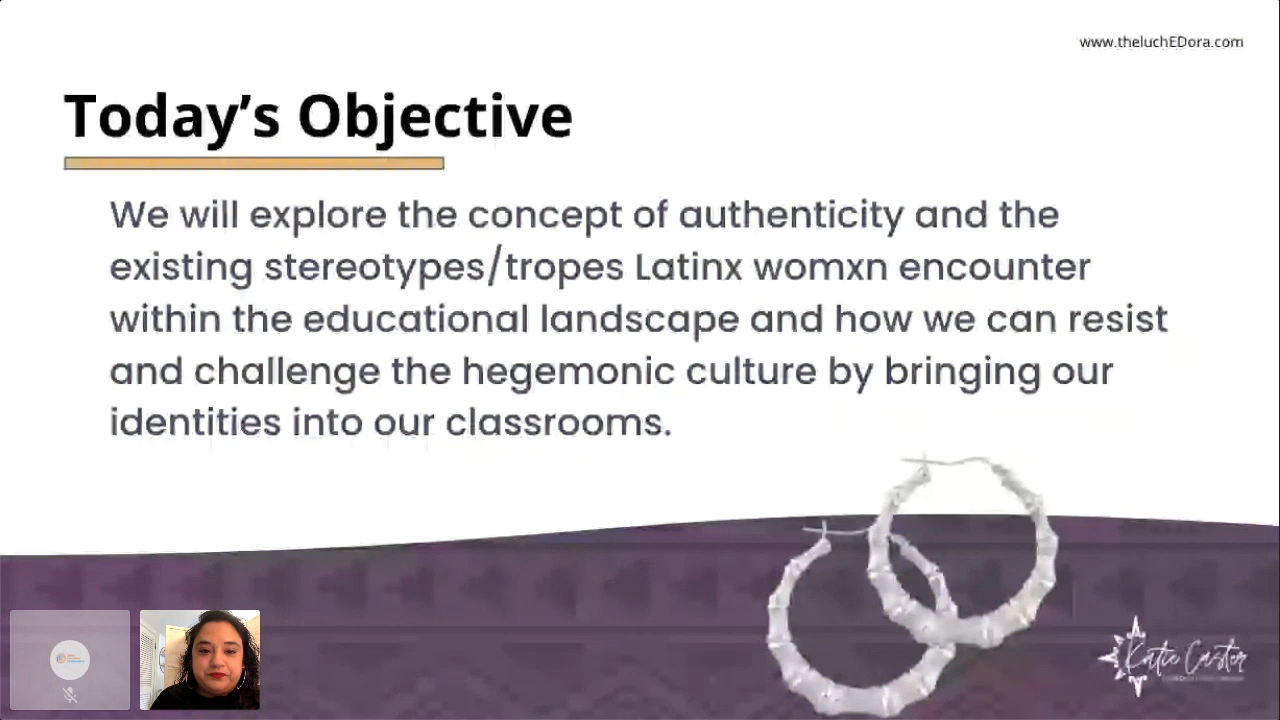 www.theluchEDora.com
Today's Objective
We will explore the concept of authenticity and the
existing stereotypes/tropes Latinx womxn encounter
within the educational landscape and how we can resist
and challenge the hegemonic culture by bringing our
identities into our classrooms.
Katie Caster